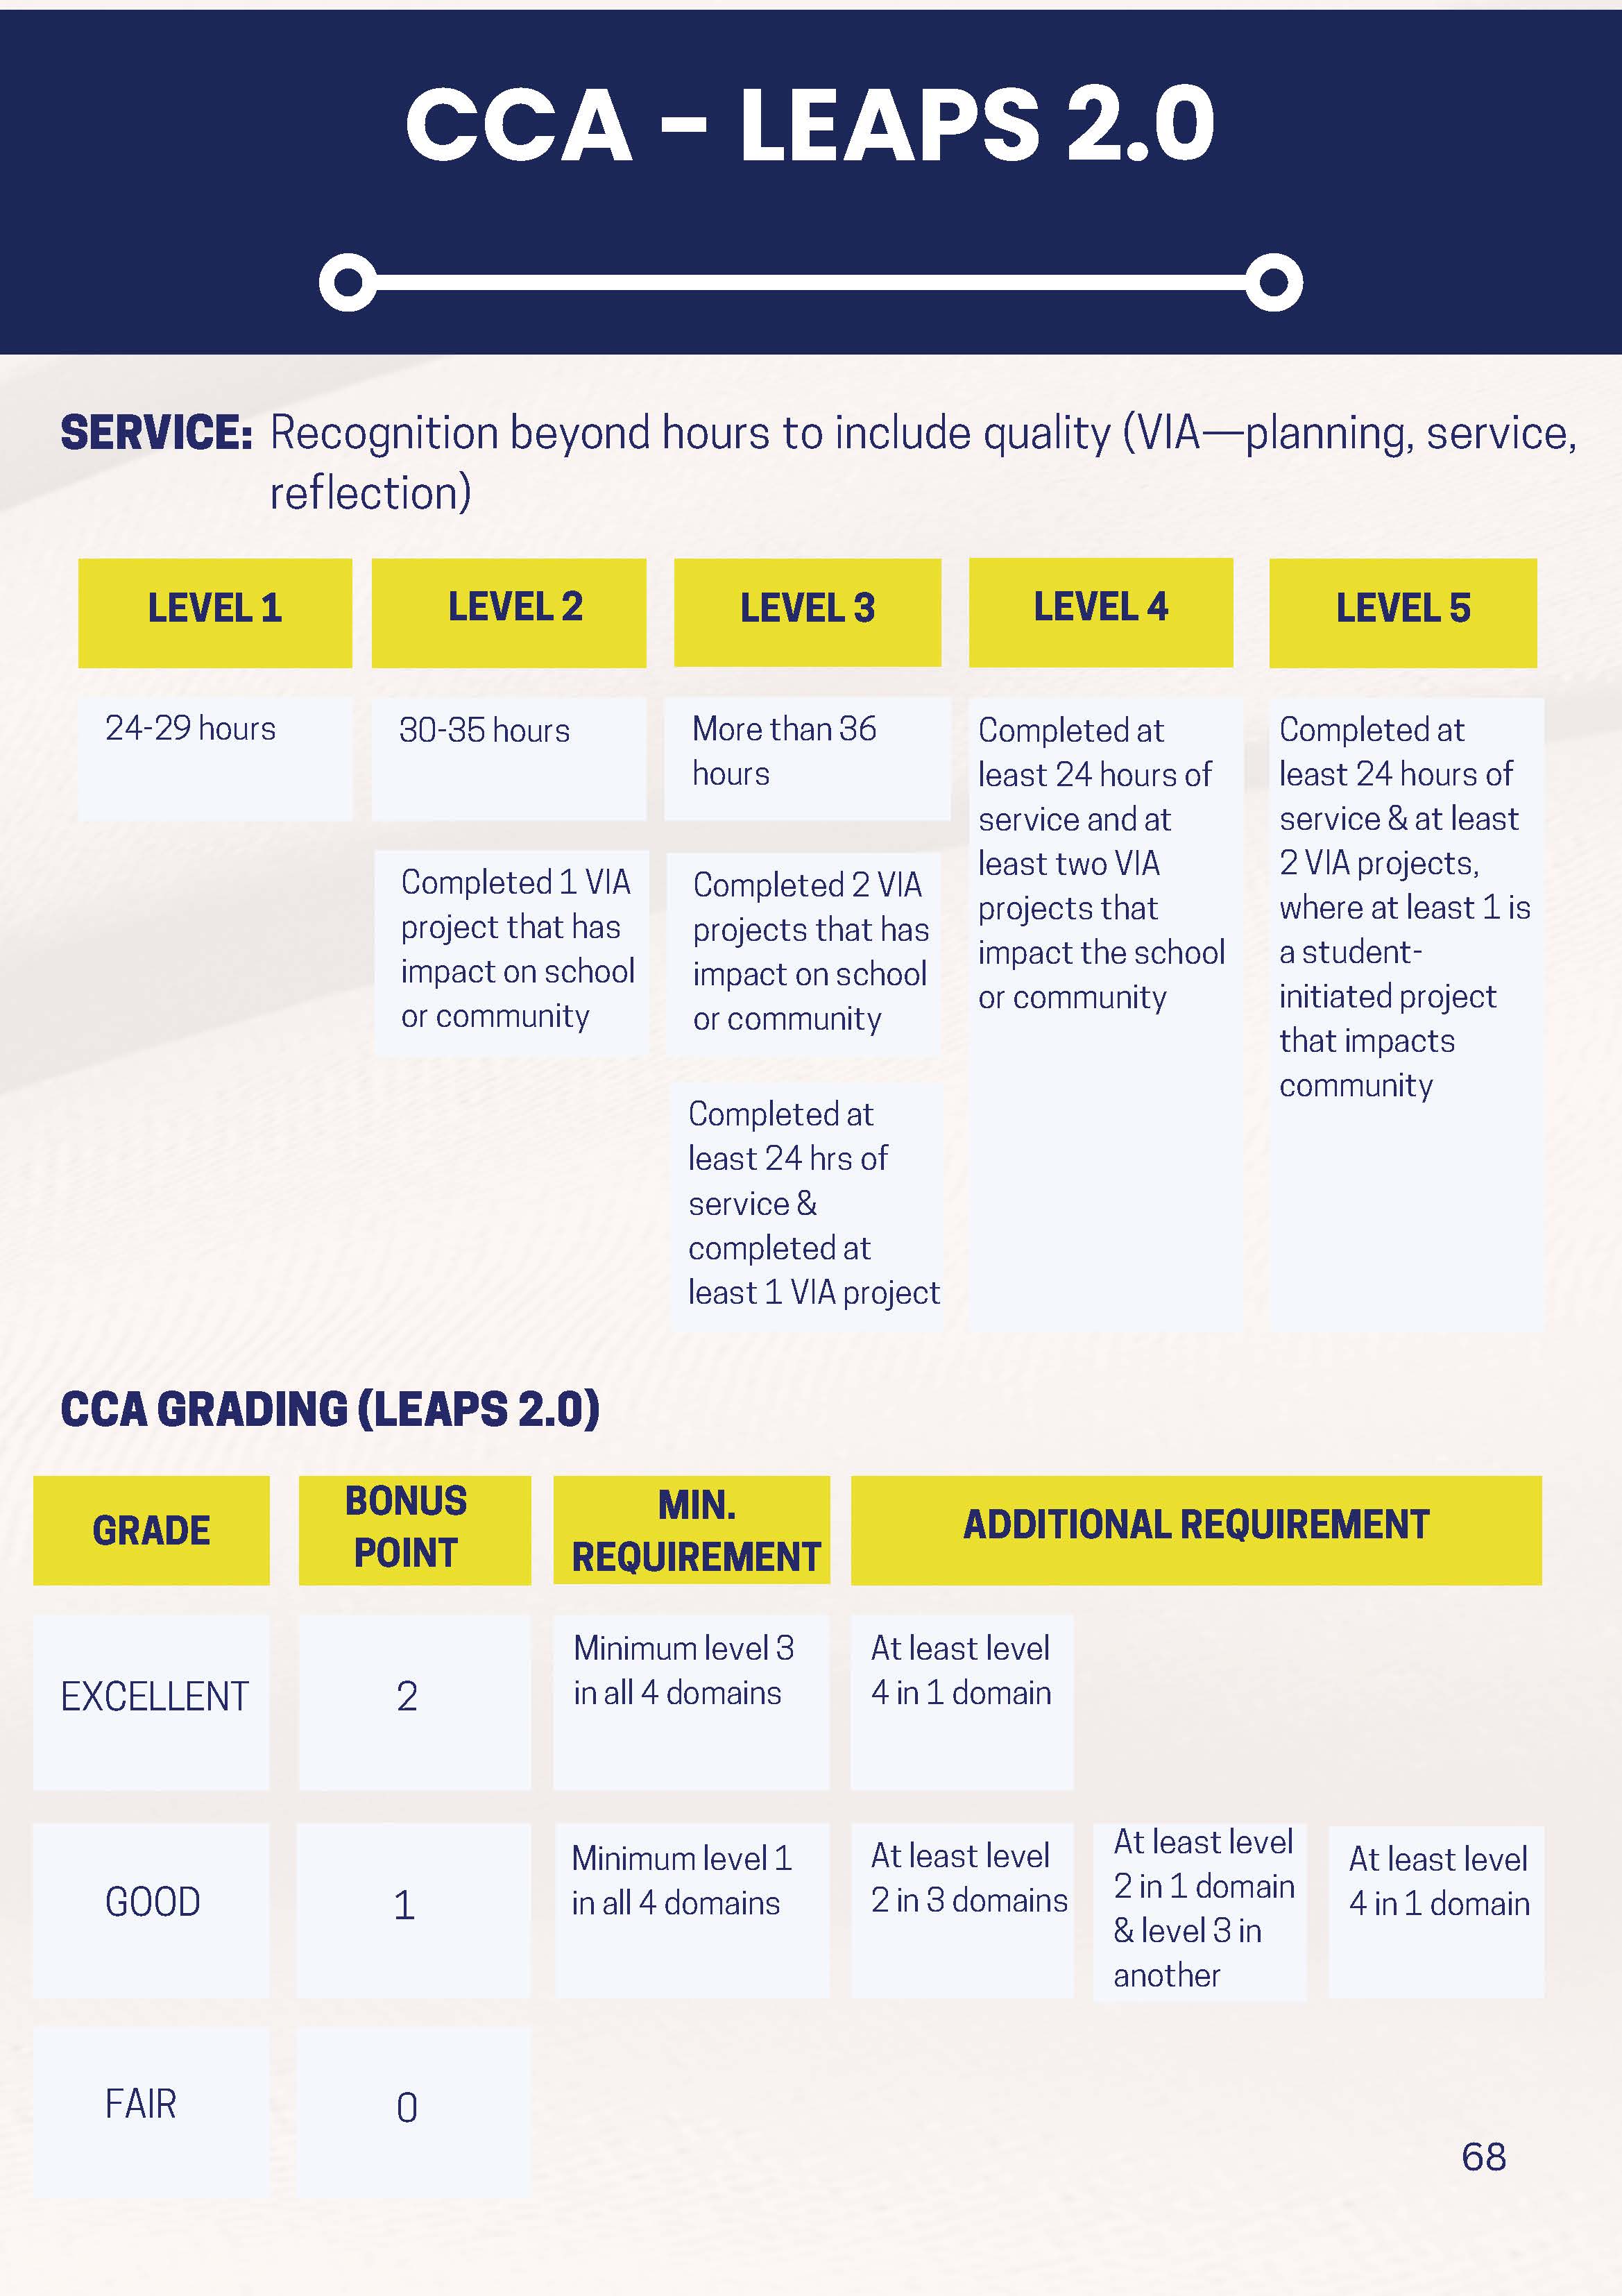 CCA - LEAPS 2.0
SERVICE: Recognition beyond hours to include quality (VIA—planning, service,
reflection)
LEVEL 1
LEVEL 2
LEVEL 3
LEVEL 4
LEVEL 5
24-29 hours
30-35 hours
Completed 1 VIA
project that has
impact on school
or community
More than 36
hours
Completed 2 VIA
projects that has
impact on school
or community
Completed at
least 24 hrs of
service &
completed at
least 1 VIA project
Completed at
least 24 hours of
service and at
least two VIA
projects that
impact the school
or community
Completed at
least 24 hours of
service & at least
2 VIA projects,
where at least 1 is
a student-
initiated project
that impacts
community
CCA GRADING (LEAPS 2.0)
GRADE
BONUS
POINT
MIN.
REQUIREMENT
ADDITIONAL REQUIREMENT
EXCELLENT
2
Minimum level 3
in all 4 domains
At least level
4 in 1 domain
GOOD
1
Minimum level 1
in all 4 domains
At least level
2 in 3 domains
At least level
2 in 1 domain
& level 3 in
another
At least level
4 in 1 domain
FAIR
0
68